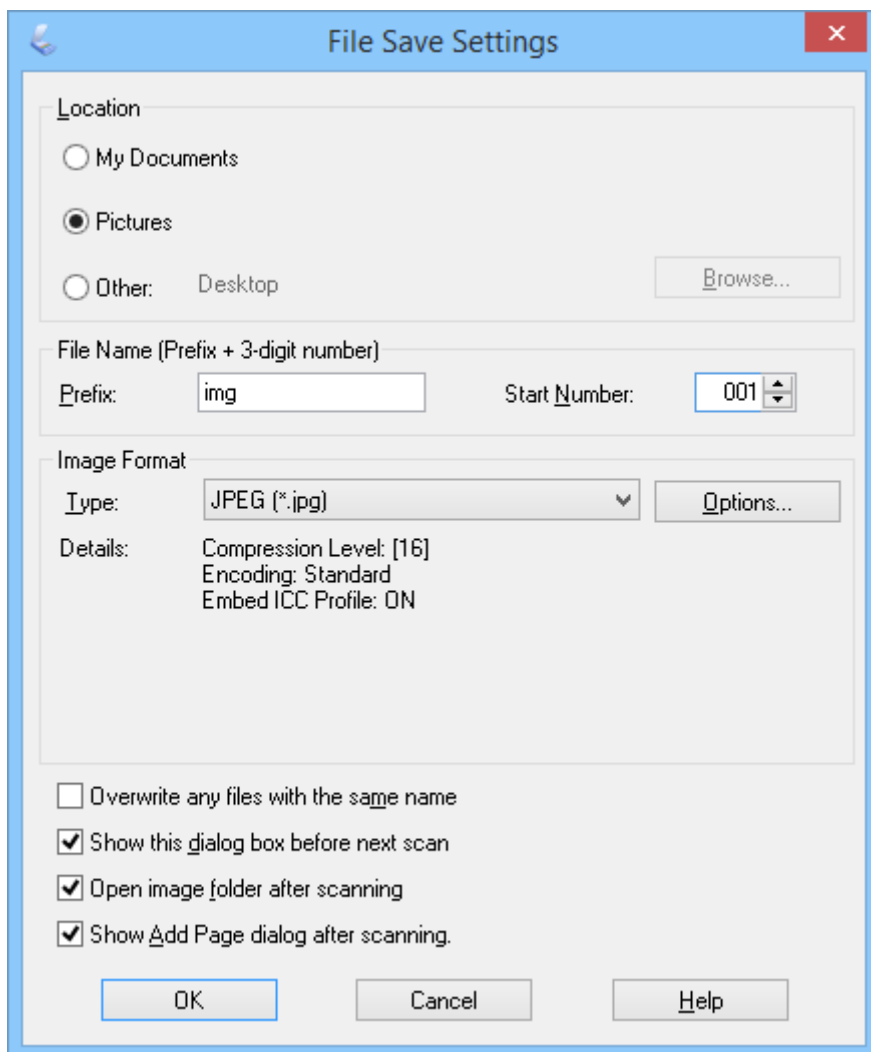 File Save Settings
Location
My Documents
Pictures
Other: Desktop Browse...
File Name (Prefix + 3-digit number)
Prefix: img Start Number: 001
Image Format
Type: JPEG (*.jpg) Options...
Details: Compression Level: [16]
Encoding: Standard
Embed ICC Profile: ON
Overwrite any files with the same name
Show this dialog box before next scan
Open image folder after scanning
Show Add Page dialog after scanning.
OK Cancel Help